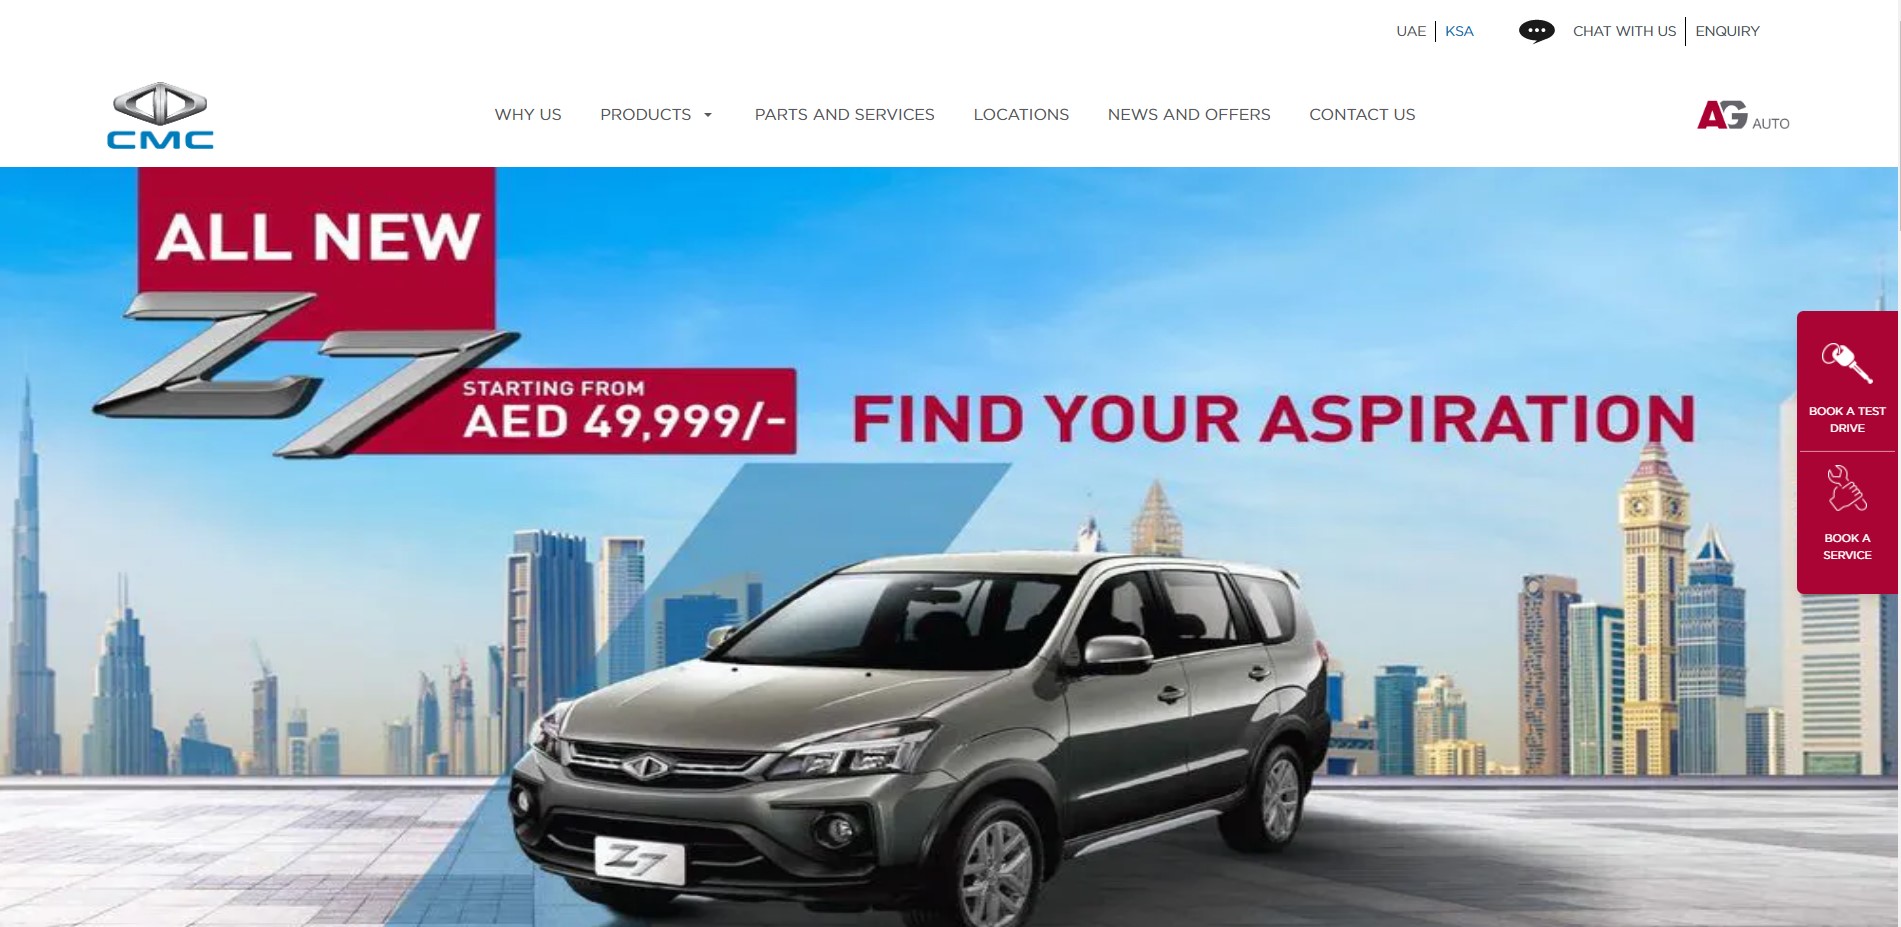 UAE KSA CHAT WITH US ENQUIRY
CMC
WHY US PRODUCTS PARTS AND SERVICES LOCATIONS NEWS AND OFFERS CONTACT US
AG AUTO
ALL NEW
Z7
STARTING FROM
AED 49,999/-
FIND YOUR ASPIRATION
BOOK A TEST
DRIVE
BOOK A
SERVICE
Z7